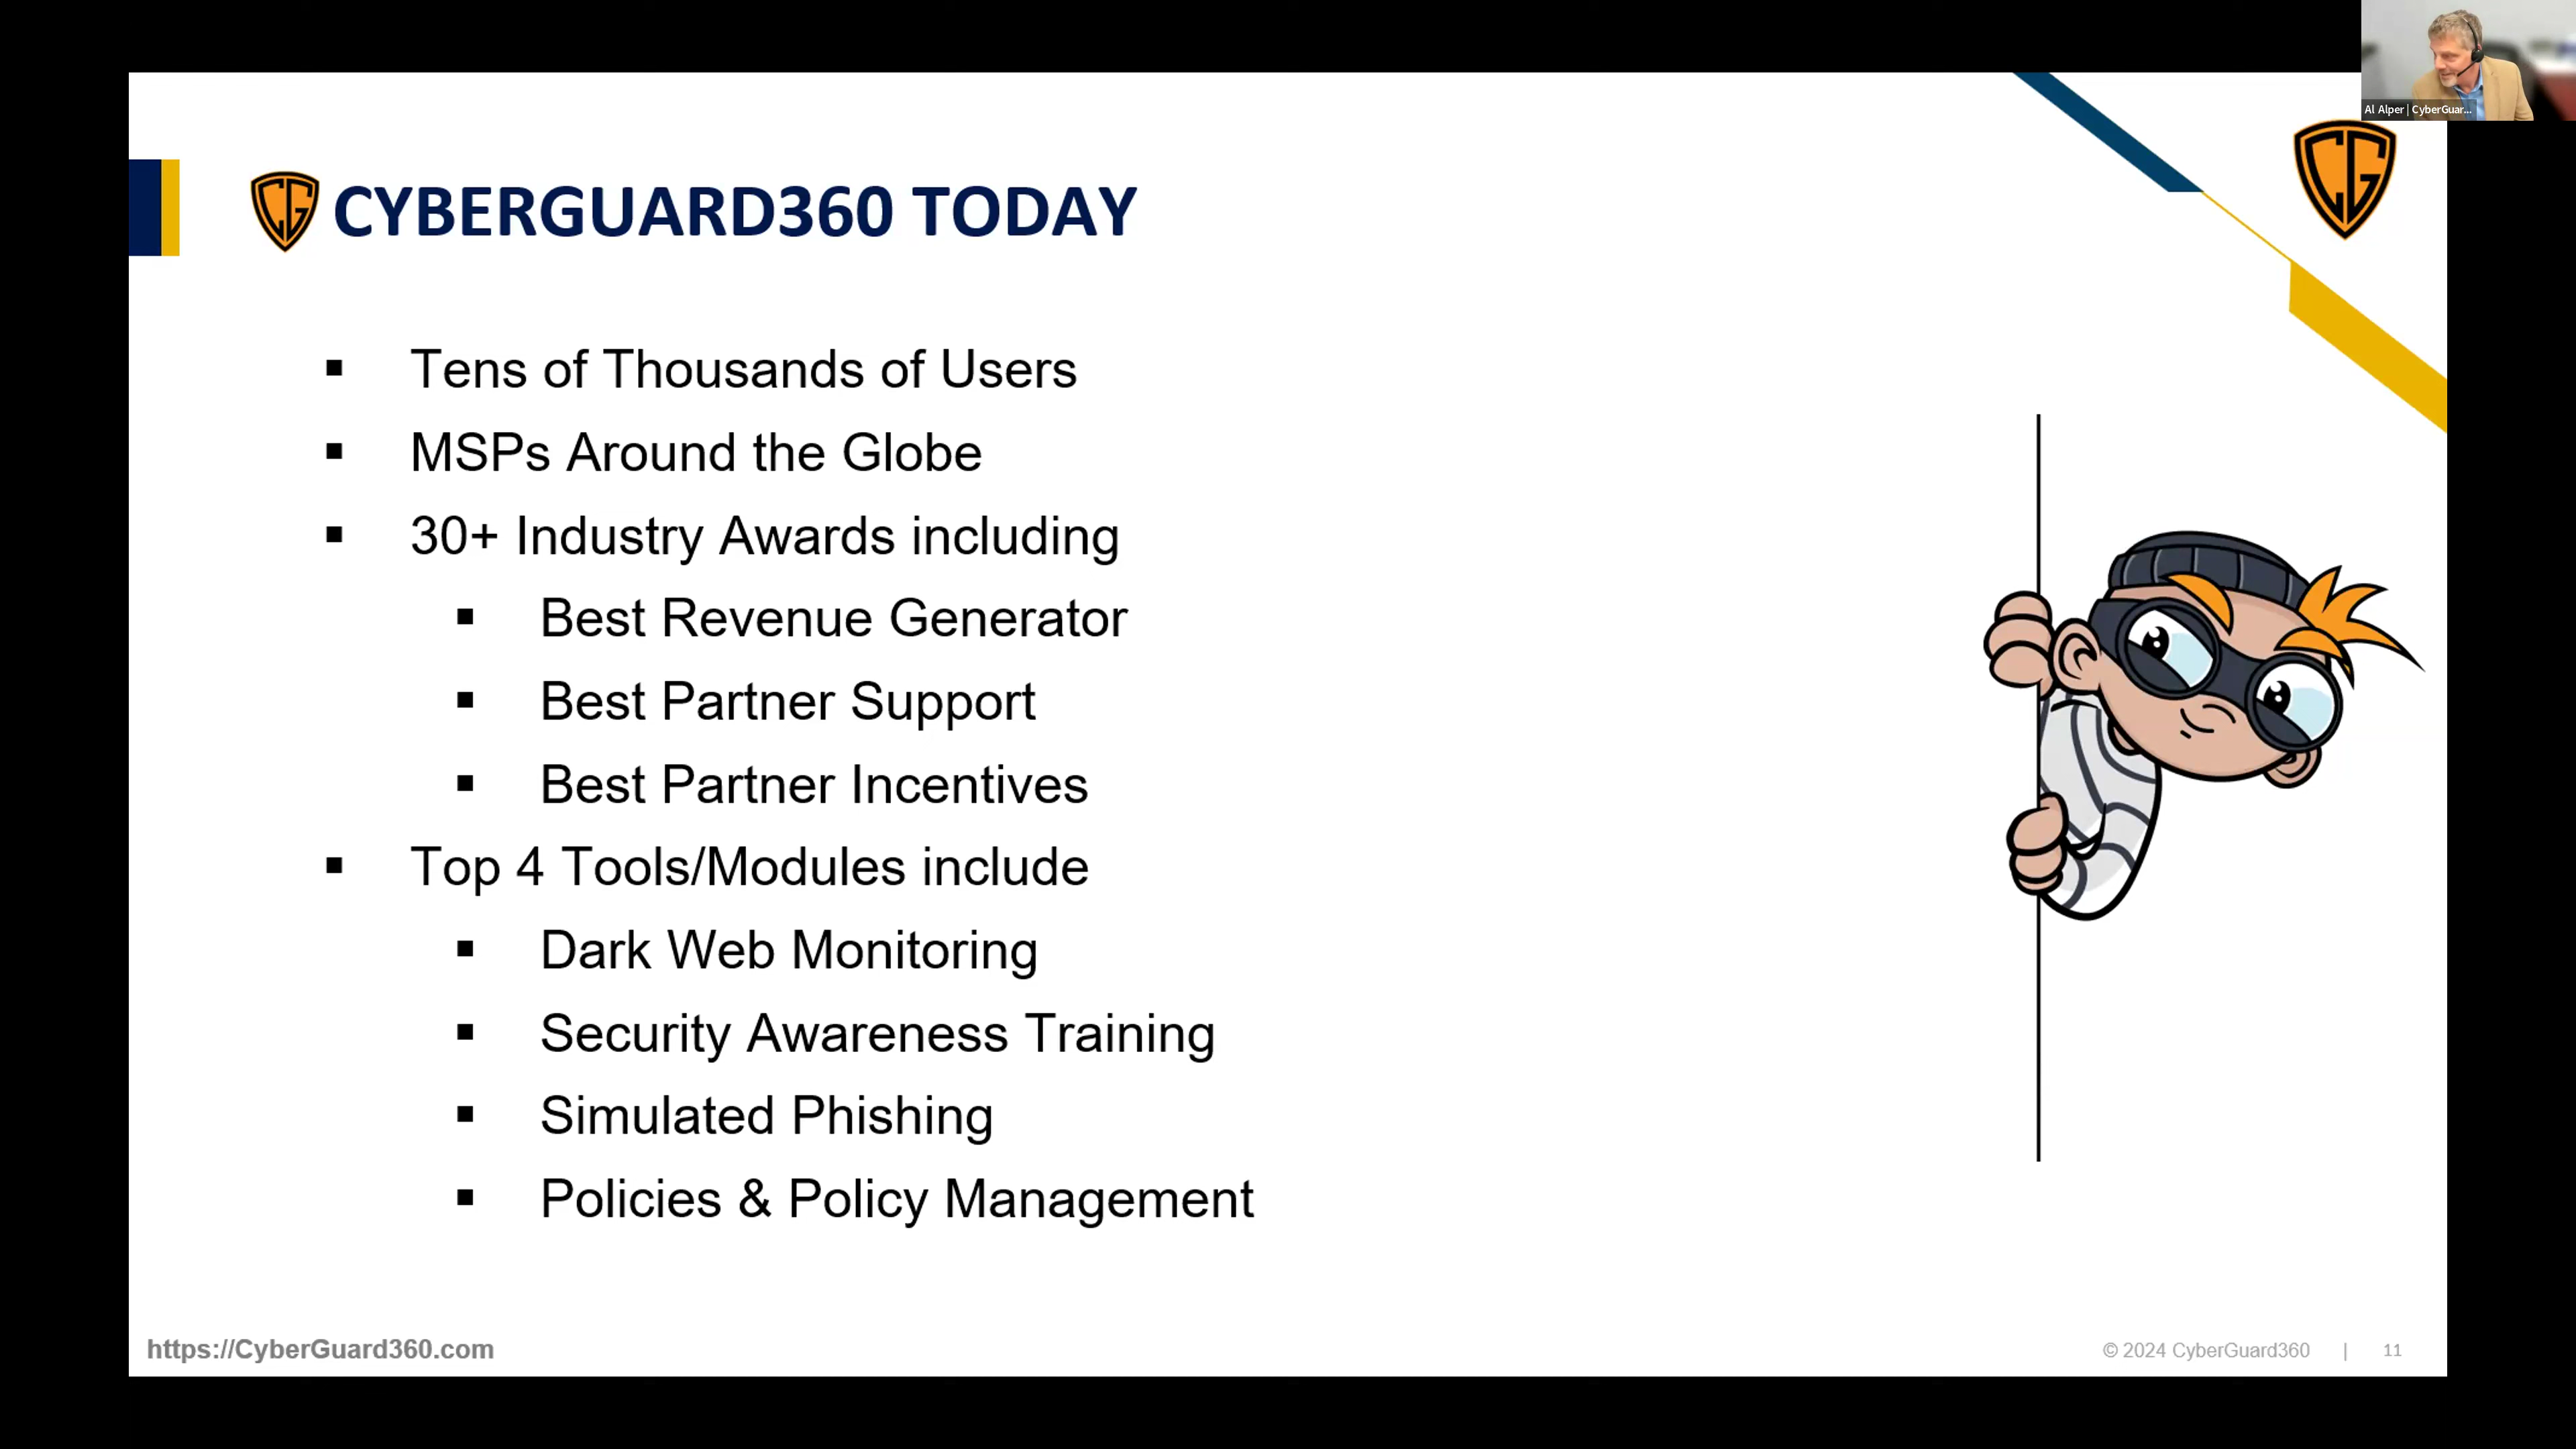 Al Alper | CyberGuar...
CG
CG CYBERGUARD360 TODAY
▪ Tens of Thousands of Users
▪ MSPs Around the Globe
▪ 30+ Industry Awards including
▪ Best Revenue Generator
▪ Best Partner Support
▪ Best Partner Incentives
▪ Top 4 Tools/Modules include
▪ Dark Web Monitoring
▪ Security Awareness Training
▪ Simulated Phishing
▪ Policies & Policy Management
https://CyberGuard360.com
© 2024 CyberGuard360 | 11